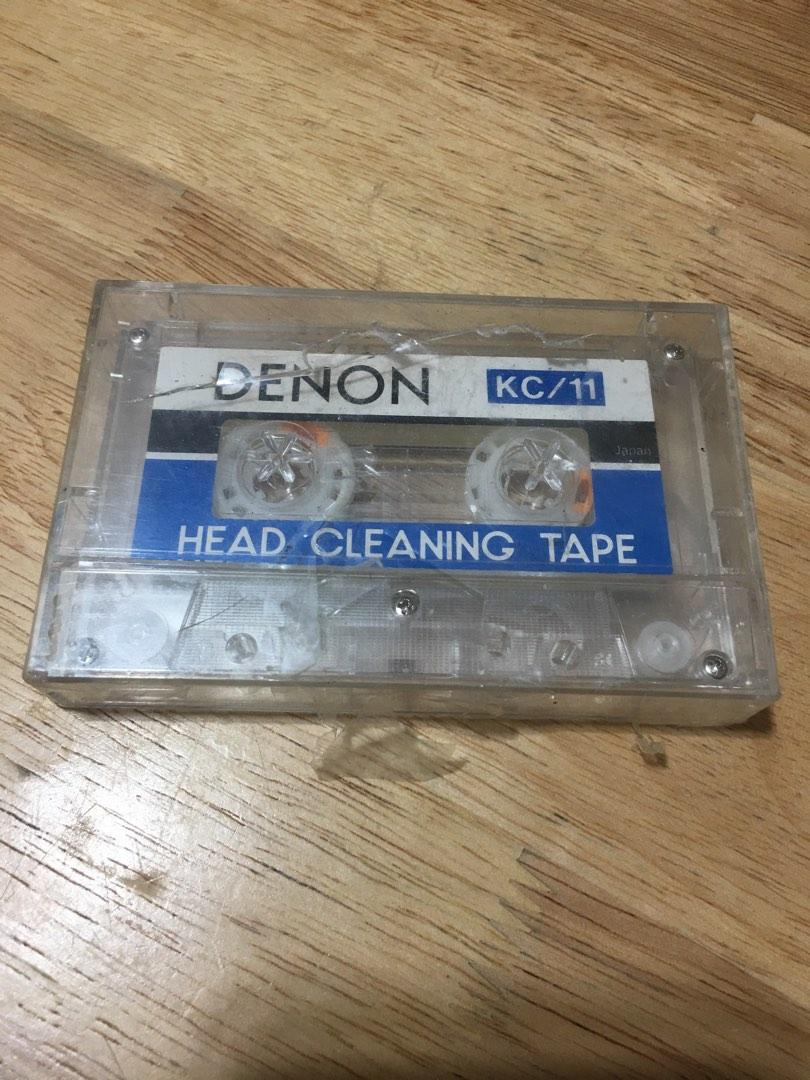 DENON KC/11
Japan
HEAD CLEANING TAPE